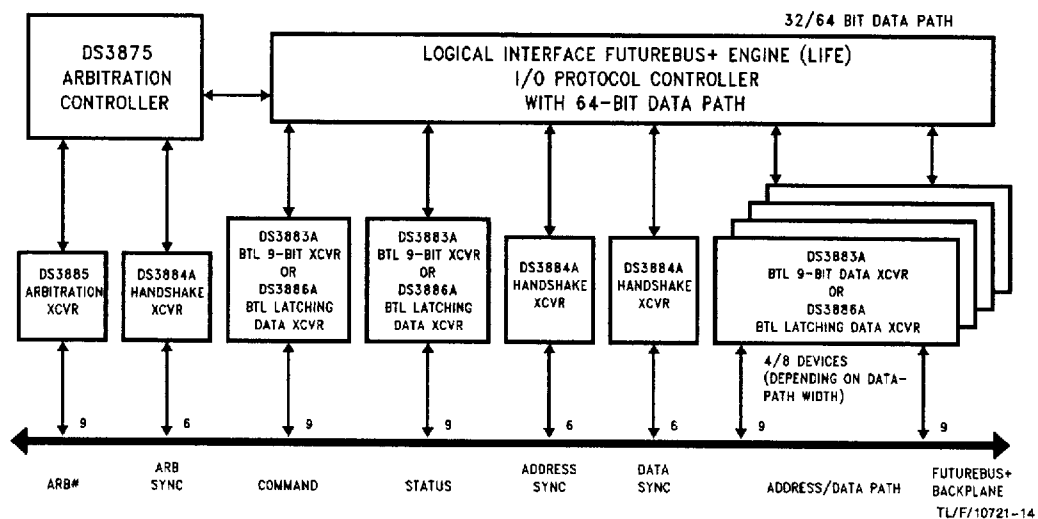 32/64 BIT DATA PATH
DS3875
ARBITRATION
CONTROLLER
LOGICAL INTERFACE FUTUREBUS+ ENGINE (LIFE)
I/O PROTOCOL CONTROLLER
WITH 64-BIT DATA PATH
DS3885
ARBITRATION
XCVR
DS3884A
HANDSHAKE
XCVR
DS3883A
BTL 9-BIT XCVR
OR
DS3886A
BTL LATCHING
DATA XCVR
DS3883A
BTL 9-BIT XCVR
OR
DS3886A
BTL LATCHING
DATA XCVR
DS3884A
HANDSHAKE
XCVR
DS3884A
HANDSHAKE
XCVR
DS3883A
BTL 9-BIT DATA XCVR
OR
DS3886A
BTL LATCHING DATA XCVR
4/8 DEVICES
(DEPENDING ON DATA-
PATH WIDTH)
9
6
9
9
6
6
9
9
ARB#
ARB
SYNC
COMMAND
STATUS
ADDRESS
SYNC
DATA
SYNC
ADDRESS/DATA PATH
FUTUREBUS+
BACKPLANE
TL/F/10721-14